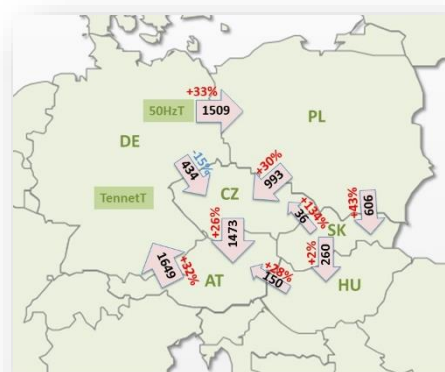 +33%
50HzT
1509
PL
DE
-15%
434
+30%
993
TennetT
CZ
+134%
36
+43%
606
SK
+26%
1473
+2%
260
+32%
1649
AT
+28%
150
HU